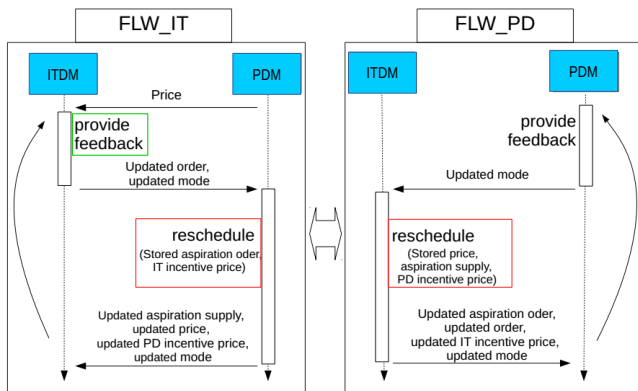 FLW_IT
ITDM
PDM
Price
provide
feedback
Updated order,
updated mode
reschedule
(Stored aspiration oder,
IT incentive price)
Updated aspiration supply,
updated price,
updated PD incentive price,
updated mode
FLW_PD
ITDM
PDM
provide
feedback
Updated mode
reschedule
(Stored price,
aspiration supply,
PD incentive price)
Updated aspiration oder,
updated order,
updated IT incentive price,
updated mode